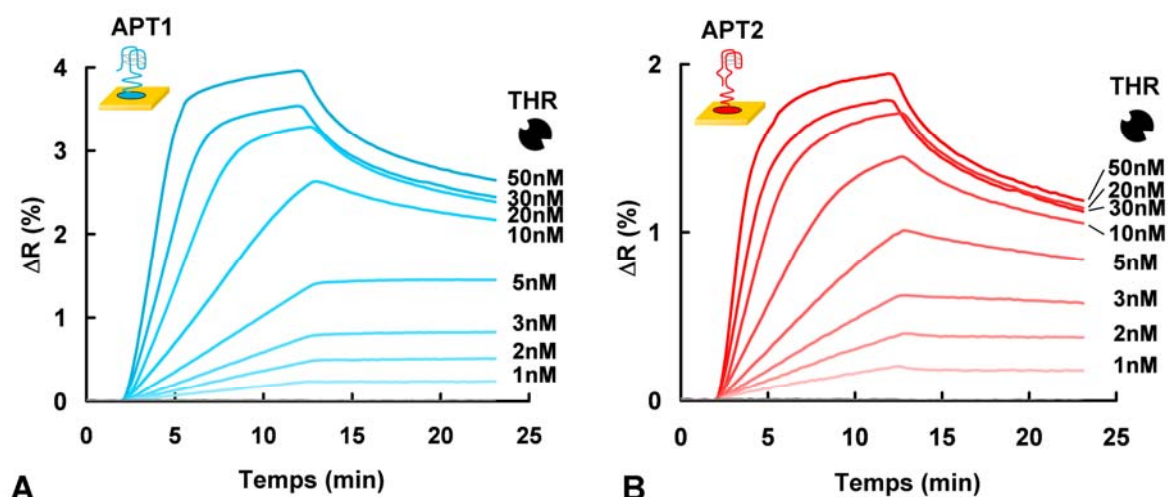 APT1
THR
4
3
2
1
0
ΔR (%)
50nM
30nM
20nM
10nM
5nM
3nM
2nM
1nM
0
5
10
15
20
25
Temps (min)
A
APT2
THR
2
1
0
ΔR (%)
50nM
20nM
30nM
10nM
5nM
3nM
2nM
1nM
0
5
10
15
20
25
Temps (min)
B